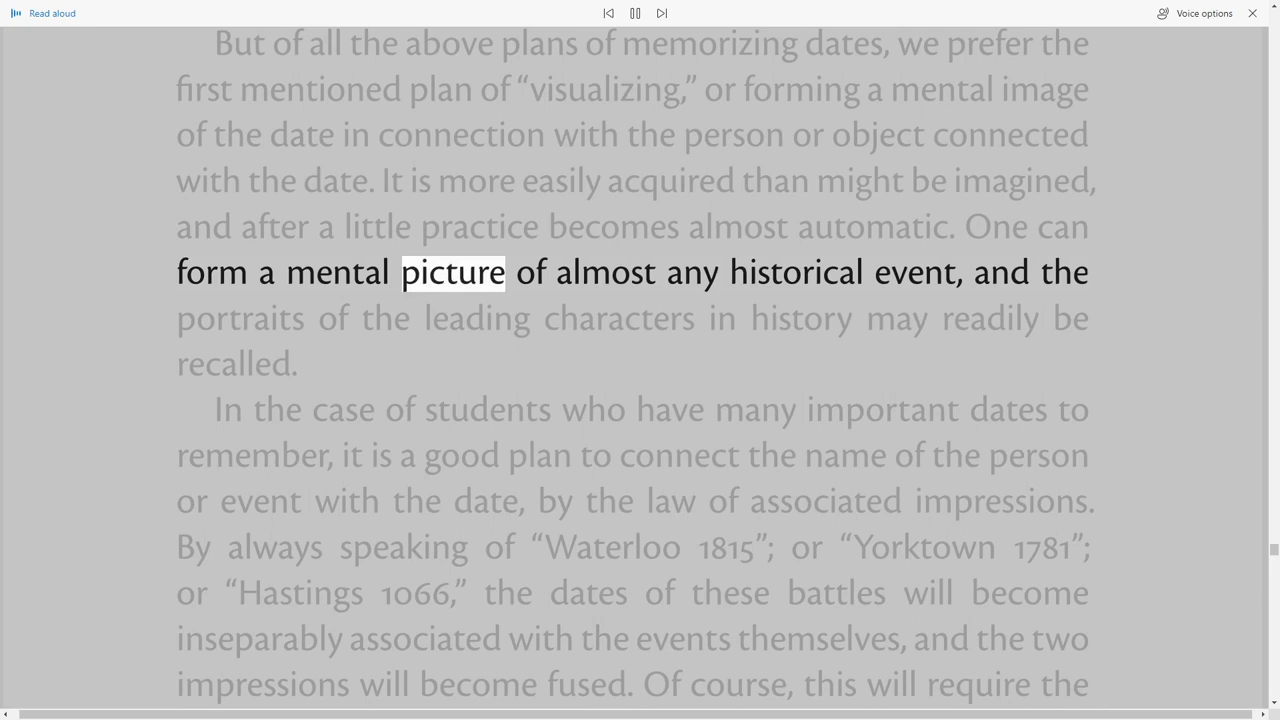 Read aloud
Voice options
But of all the above plans of memorizing dates, we prefer the
first mentioned plan of “visualizing,” or forming a mental image
of the date in connection with the person or object connected
with the date. It is more easily acquired than might be imagined,
and after a little practice becomes almost automatic. One can
form a mental picture of almost any historical event, and the
portraits of the leading characters in history may readily be
recalled.
In the case of students who have many important dates to
remember, it is a good plan to connect the name of the person
or event with the date, by the law of associated impressions.
By always speaking of “Waterloo 1815”; or “Yorktown 1781”;
or “Hastings 1066,” the dates of these battles will become
inseparably associated with the events themselves, and the two
impressions will become fused. Of course, this will require the